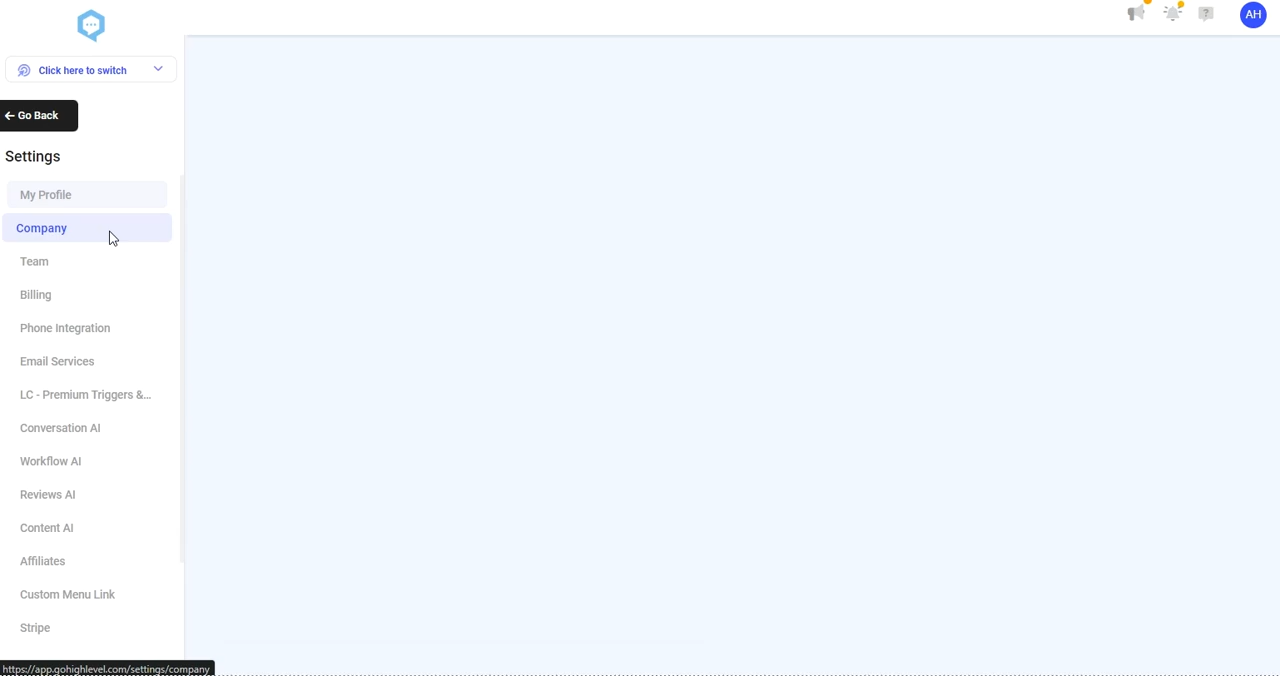 AH
Click here to switch
Go Back
Settings
My Profile
Company
Team
Billing
Phone Integration
Email Services
LC - Premium Triggers &...
Conversation AI
Workflow AI
Reviews AI
Content AI
Affiliates
Custom Menu Link
Stripe
https://app.gohighlevel.com/settings/company